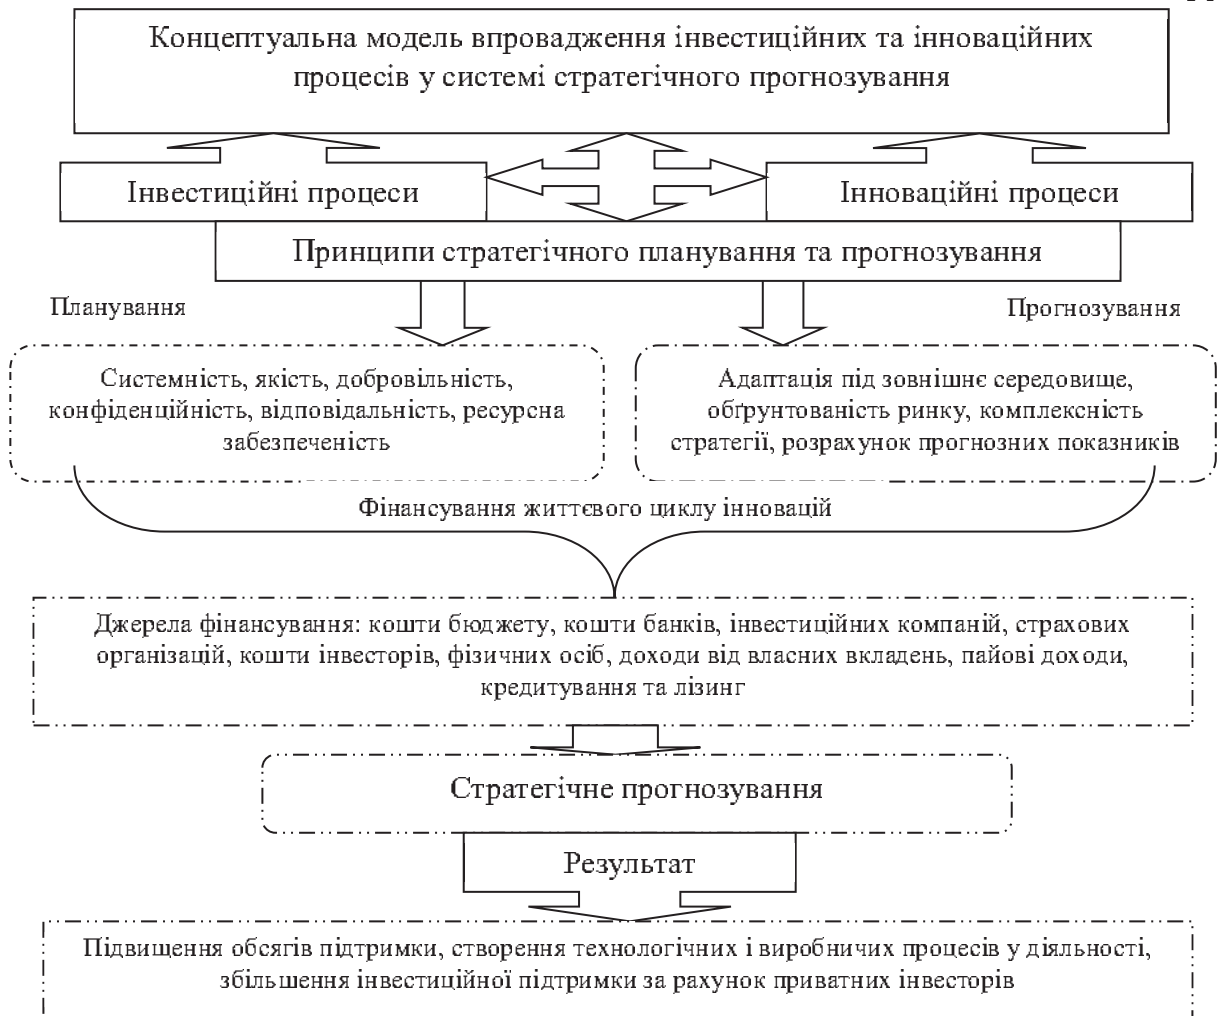 Концептуальна модель впровадження інвестиційних та інноваційних
процесів у системі стратегічного прогнозування
Інвестиційні процеси
Інноваційні процеси
Принципи стратегічного планування та прогнозування
Планування
Прогнозування
Системність, якість, добровільність,
конфіденційність, відповідальність, ресурсна
забезпеченість
Адаптація під зовнішнє середовище,
обґрунтованість ринку, комплексність
стратегії, розрахунок прогнозних показників
Фінансування життєвого циклу інновацій
Джерела фінансування: кошти бюджету, кошти банків, інвестиційних компаній, страхових
організацій, кошти інвесторів, фізичних осіб, доходи від власних вкладень, пайові доходи,
кредитування та лізинг
Стратегічне прогнозування
Результат
Підвищення обсягів підтримки, створення технологічних і виробничих процесів у діяльності,
збільшення інвестиційної підтримки за рахунок приватних інвесторів